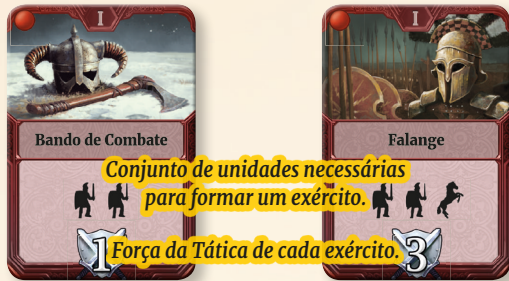 I
I
Bando de Combate
Falange
Conjunto de unidades necessárias
para formar um exército.
1
Força da Tática de cada exército.
3